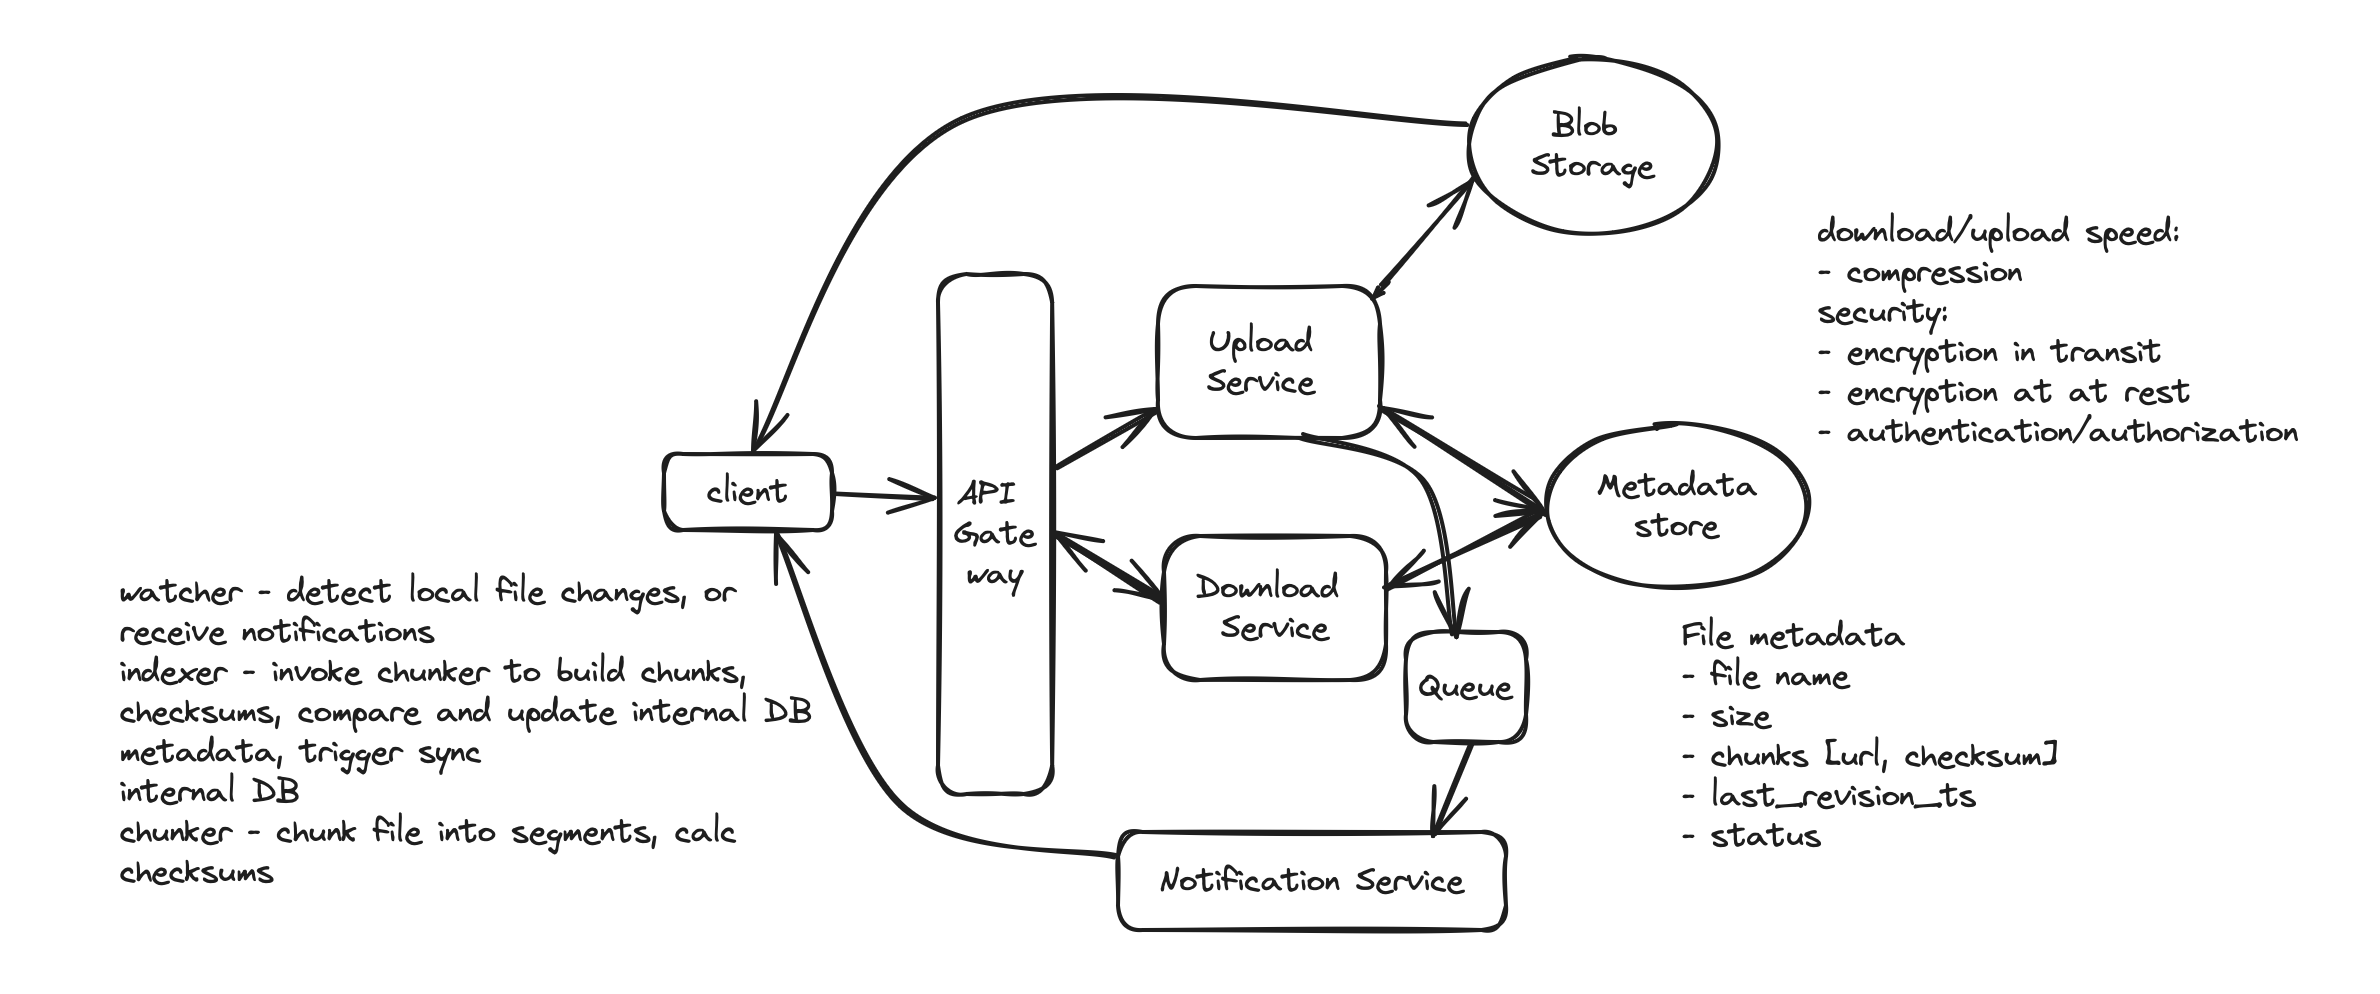 Blob
Storage
download/upload speed:
- compression
security:
- encryption in transit
- encryption at at rest
- authentication/authorization
Upload
Service
client
API
Gate
way
Metadata
store
Download
Service
Queue
Notification Service
watcher - detect local file changes, or
receive notifications
indexer - invoke chunker to build chunks,
checksums, compare and update internal DB
metadata, trigger sync
internal DB
chunker - chunk file into segments, calc
checksums
File metadata
- file name
- size
- chunks [url, checksum]
- last_revision_ts
- status